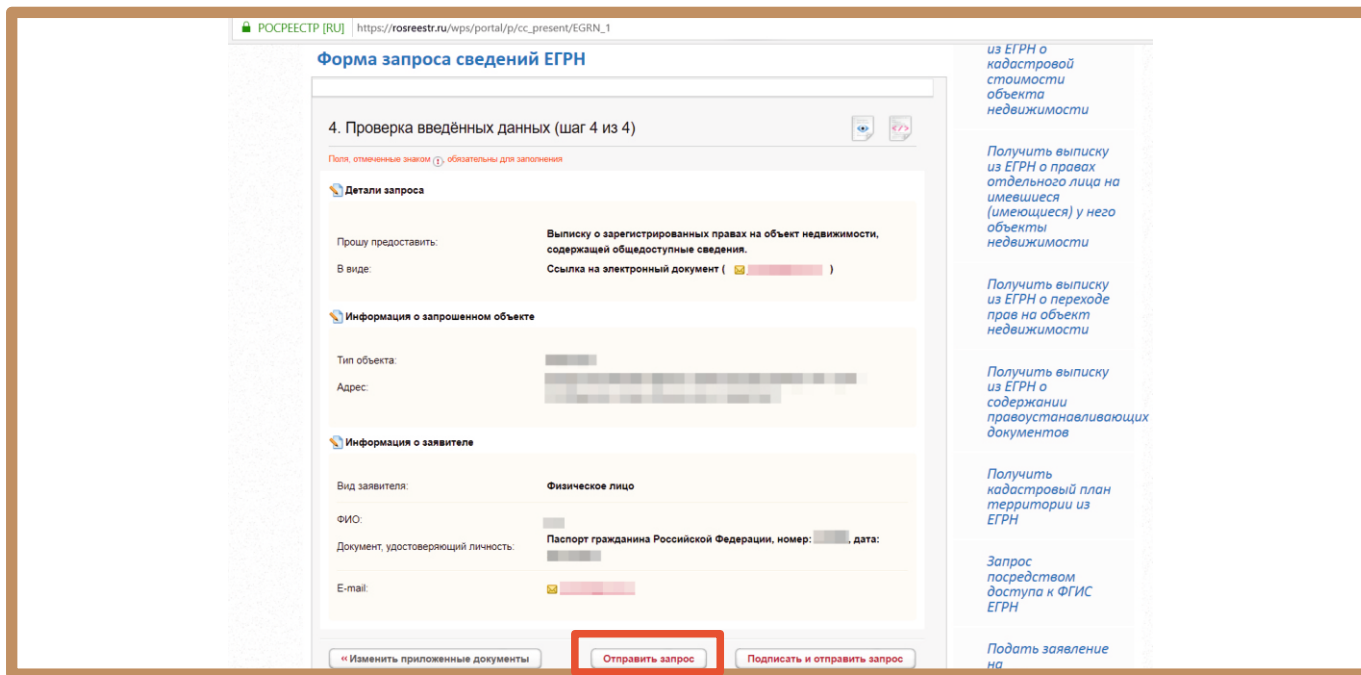 РОСРЕЕСТР [RU] https://rosreestr.ru/wps/portal/p/cc_present/EGRN_1
Форма запроса сведений ЕГРН
4. Проверка введённых данных (шаг 4 из 4)
Поля, отмеченные знаком, обязательны для заполнения
Детали запроса
Прошу предоставить:
Выписку о зарегистрированных правах на объект недвижимости,
содержащей общедоступные сведения.
В виде:
Ссылка на электронный документ ( )
Информация о запрошенном объекте
Тип объекта:
Адрес:
Информация о заявителе
Вид заявителя:
Физическое лицо
ФИО:
Документ, удостоверяющий личность:
Паспорт гражданина Российской Федерации, номер: , дата:
E-mail:
« Изменить приложенные документы
Отправить запрос
Подписать и отправить запрос
из ЕГРН о
кадастровой
стоимости
объекта
недвижимости
Получить выписку
из ЕГРН о правах
отдельного лица на
имевшиеся
(имеющиеся) у него
объекты
недвижимости
Получить выписку
из ЕГРН о переходе
прав на объект
недвижимости
Получить выписку
из ЕГРН о
содержании
правоустанавливающих
документов
Получить
кадастровый план
территории из
ЕГРН
Запрос
посредством
доступа к ФГИС
ЕГРН
Подать заявление
на